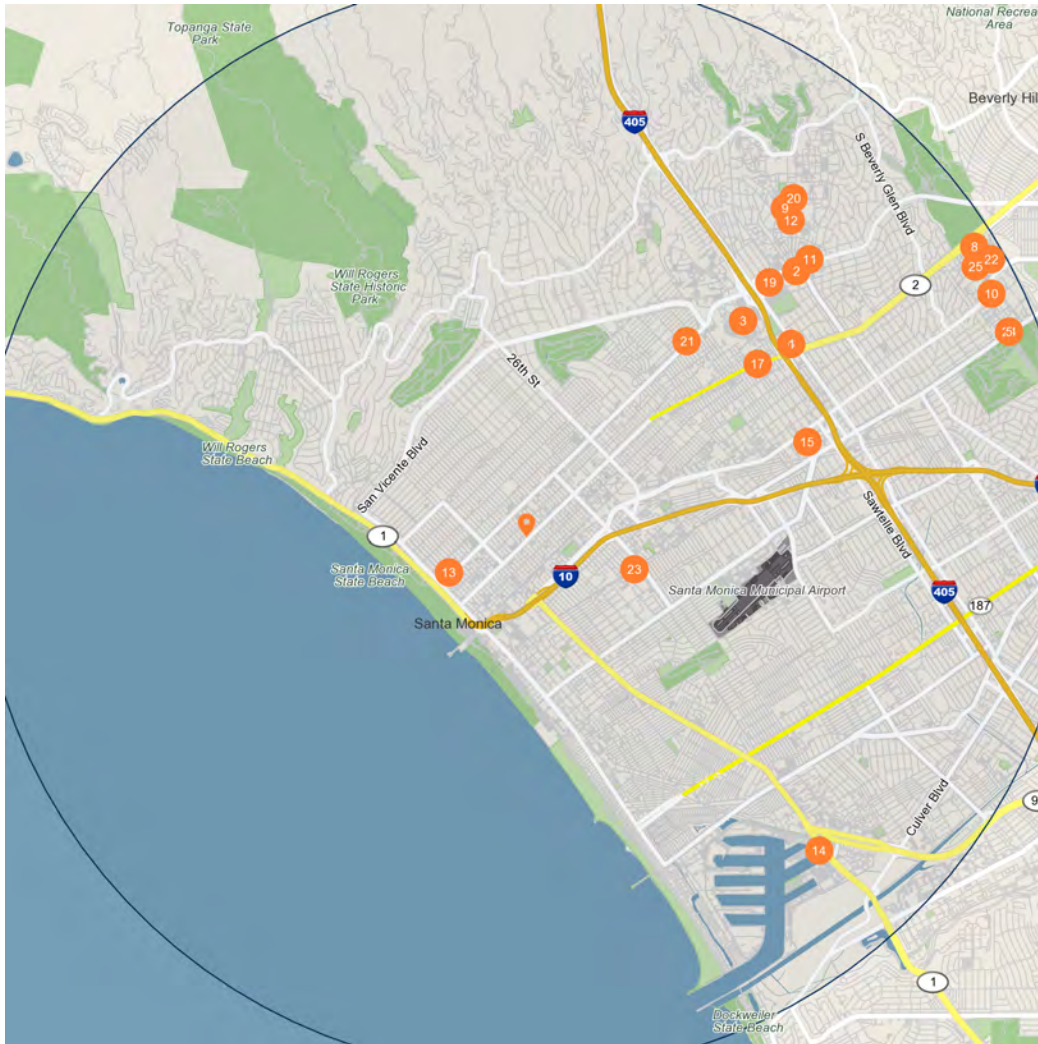 National Recrea
Area
Topanga State
Park
Beverly Hil
405
S Beverly Glen Blvd
20
9
12
8
22
25
11
2
19
10
2
Will Rogers
State Historic
Park
3
21
17
26th St
15
Will Rogers
State Beach
San Vicente Blvd
Sawtelle Blvd
1
10
13
23
Santa Monica
State Beach
Santa Monica Municipal Airport
405
187
Santa Monica
Culver Blvd
9
14
1
Dockweiler
State Beach